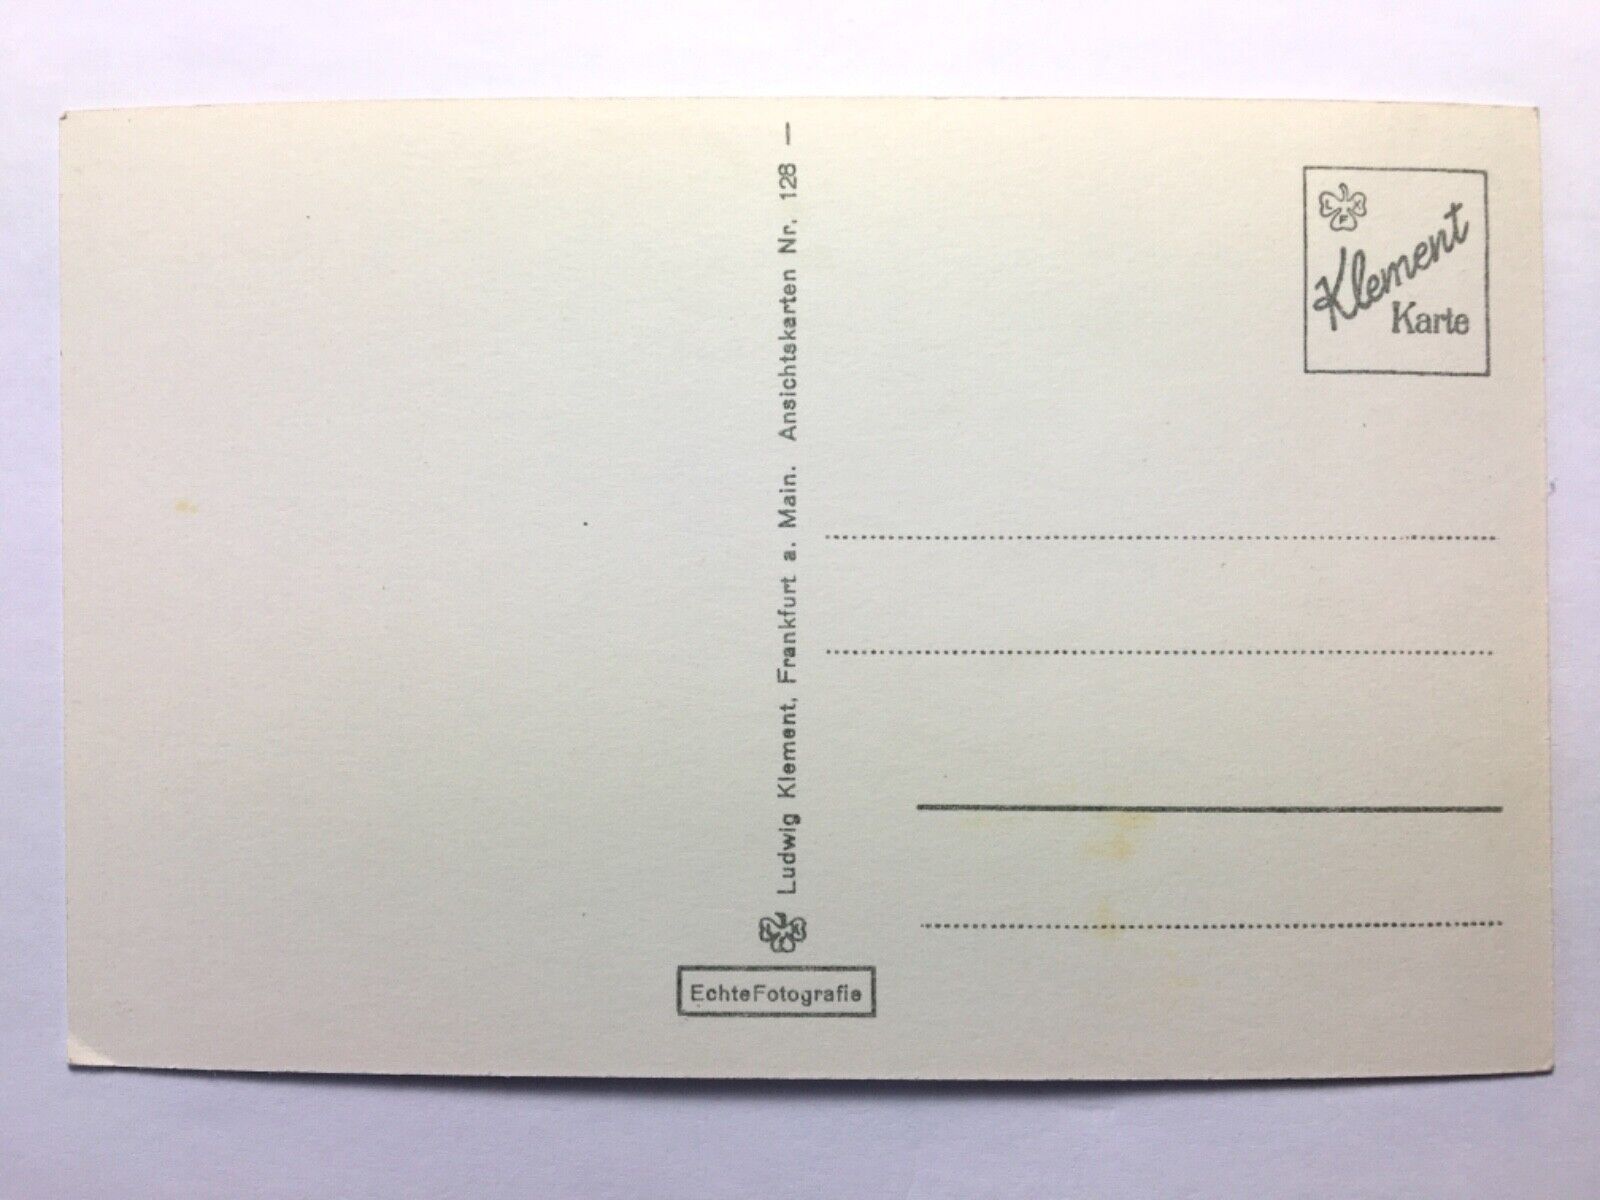 Klement
Karte
Ludwig Klement, Frankfurt a. Main. Ansichtskarten Nr. 128 —
EchteFotografie